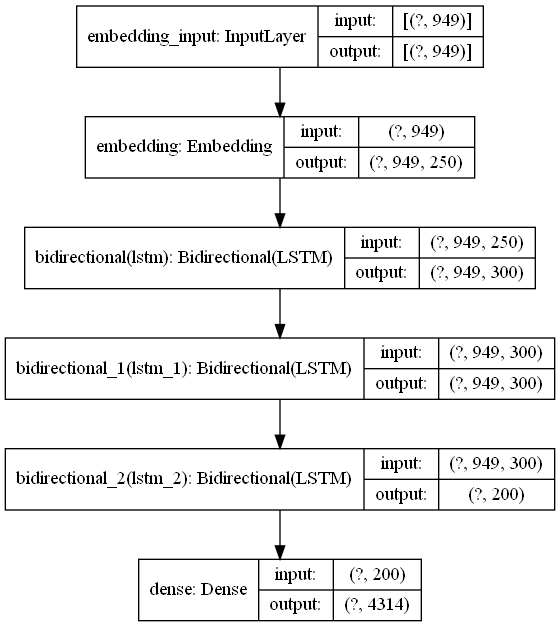 embedding_input: InputLayer
input: [(?, 949)]
output: [(?, 949)]
embedding: Embedding
input: (?, 949)
output: (?, 949, 250)
bidirectional(lstm): Bidirectional(LSTM)
input: (?, 949, 250)
output: (?, 949, 300)
bidirectional_1(lstm_1): Bidirectional(LSTM)
input: (?, 949, 300)
output: (?, 949, 300)
bidirectional_2(lstm_2): Bidirectional(LSTM)
input: (?, 949, 300)
output: (?, 200)
dense: Dense
input: (?, 200)
output: (?, 4314)